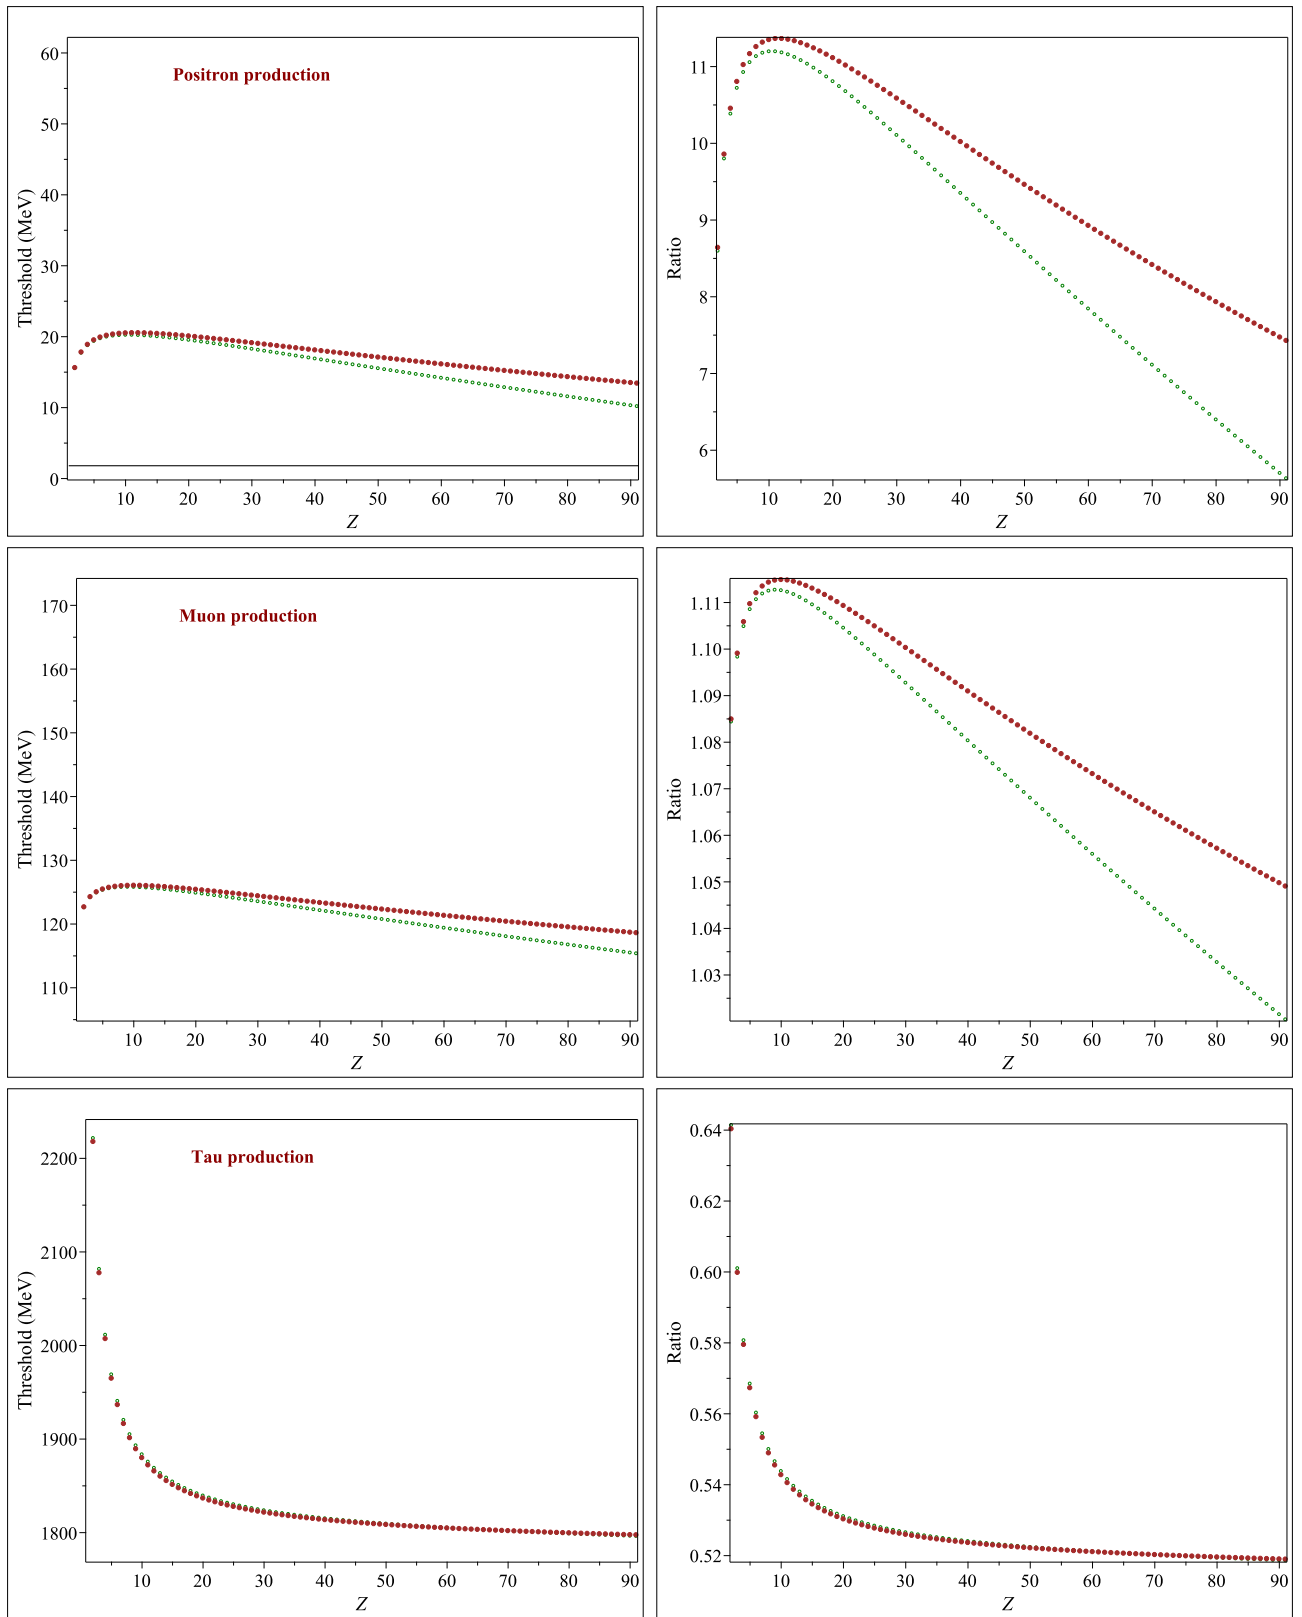 Positron production
Threshold (MeV)
60
50
40
30
20
10
0
10 20 30 40 50 60 70 80 90
Z
Ratio
11
10
9
8
7
6
10 20 30 40 50 60 70 80 90
Z
Muon production
Threshold (MeV)
170
160
150
140
130
120
110
10 20 30 40 50 60 70 80 90
Z
Ratio
1.11
1.10
1.09
1.08
1.07
1.06
1.05
1.04
1.03
10 20 30 40 50 60 70 80 90
Z
Tau production
Threshold (MeV)
2200
2100
2000
1900
1800
10 20 30 40 50 60 70 80 90
Z
Ratio
0.64
0.62
0.60
0.58
0.56
0.54
0.52
10 20 30 40 50 60 70 80 90
Z